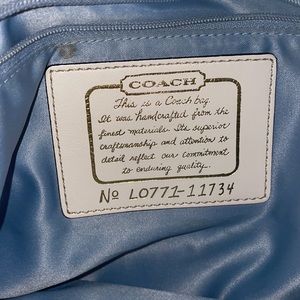 COACH
This is a Coach bag.
It was handcrafted from the
finest materials. Its superior
craftsmanship and attention to
detail reflect our commitment
to enduring quality.
No L0771-11734